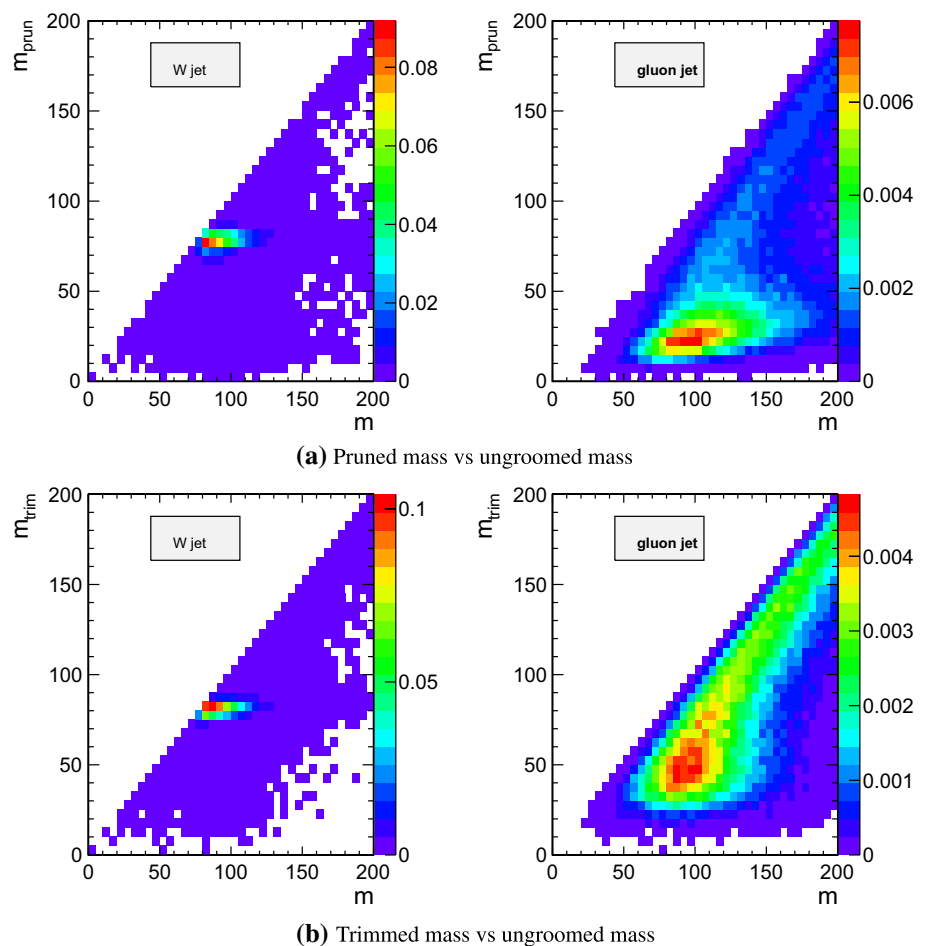 m_prun
200
150
100
50
0
W jet
0.08
0.06
0.04
0.02
0
0 50 100 150 200
m
m_prun
200
150
100
50
0
gluon jet
0.006
0.004
0.002
0
0 50 100 150 200
m
(a) Pruned mass vs ungroomed mass
m_trim
200
150
100
50
0
W jet
0.1
0.05
0
0 50 100 150 200
m
m_trim
200
150
100
50
0
gluon jet
0.004
0.003
0.002
0.001
0
0 50 100 150 200
m
(b) Trimmed mass vs ungroomed mass